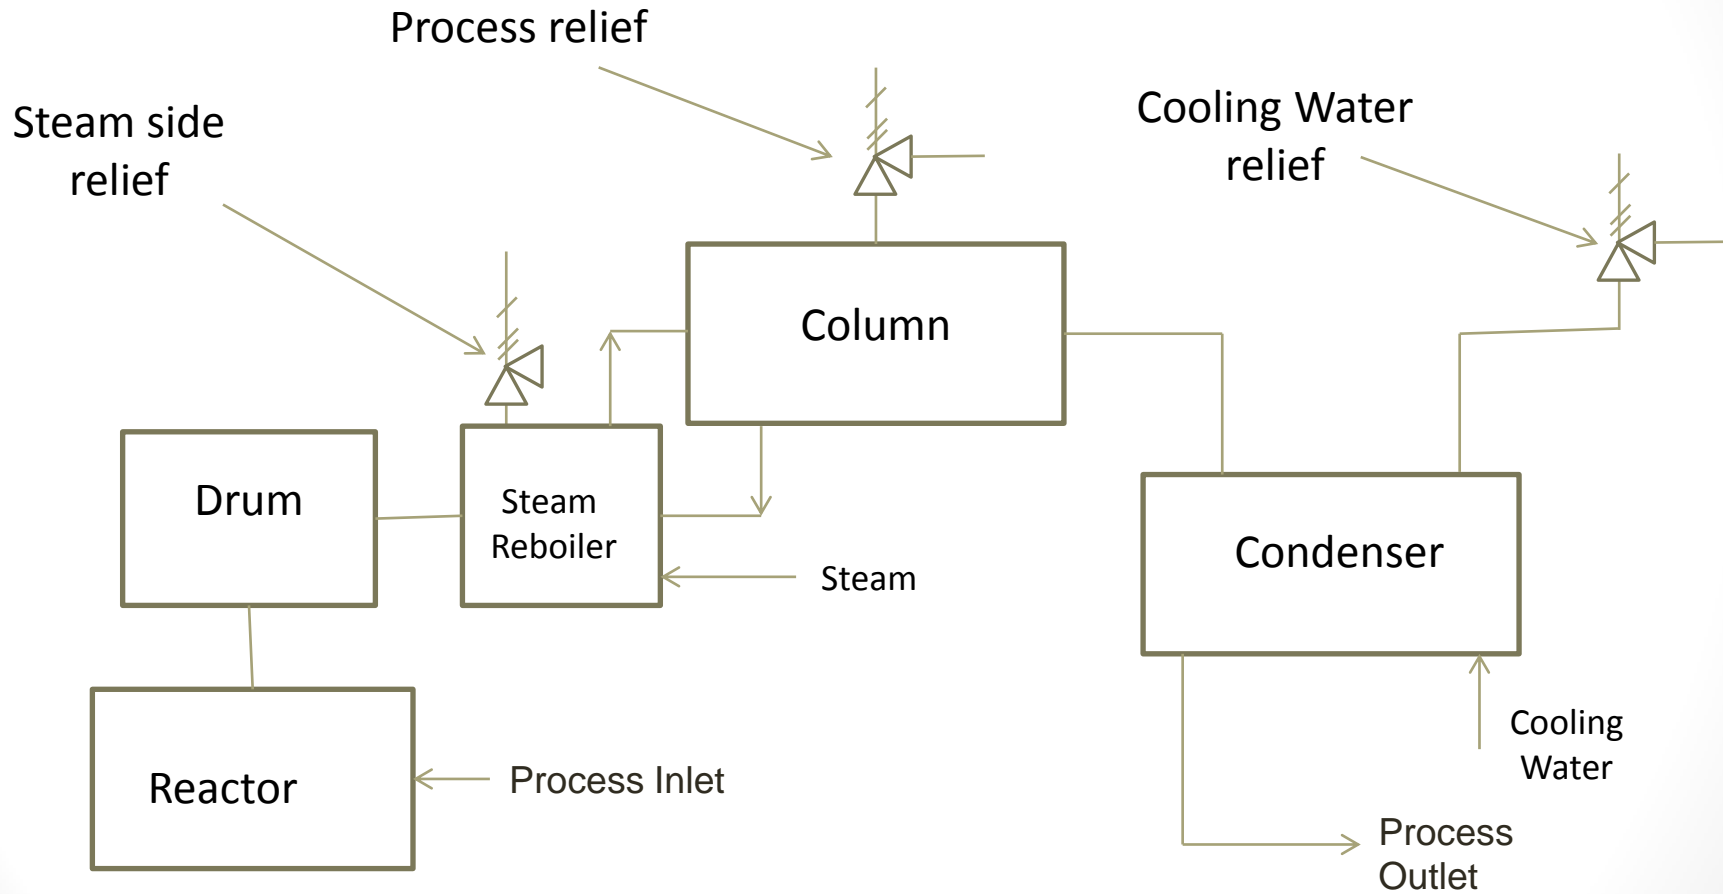 Process relief
Steam side
relief
Cooling Water
relief
Column
Drum
Steam
Reboiler
Steam
Condenser
Reactor
Process Inlet
Cooling
Water
Process
Outlet